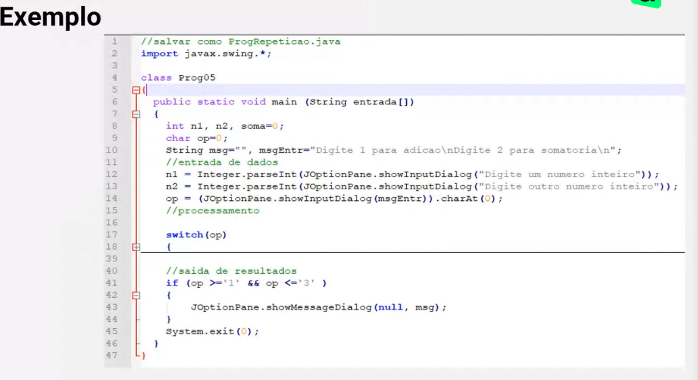 Exemplo
1 //salvar como ProgRepeticao.java
2 import javax.swing.*;
3
4 class Prog05
5 {
6 public static void main (String entrada[])
7 {
8 int n1, n2, soma=0;
9 char op=0;
10 String msg="", msgEntr="Digite 1 para adicao\nDigite 2 para somatoria\n";
11 //entrada de dados
12 n1 = Integer.parseInt(JOptionPane.showInputDialog("Digite um numero inteiro"));
13 n2 = Integer.parseInt(JOptionPane.showInputDialog("Digite outro numero inteiro"));
14 op = (JOptionPane.showInputDialog(msgEntr)).charAt(0);
15 //processamento
16
17 switch(op)
18 {
39
40 //saida de resultados
41 if (op >='1' && op <='3' )
42 {
43 JOptionPane.showMessageDialog(null, msg);
44 }
45 System.exit(0);
46 }
47 }